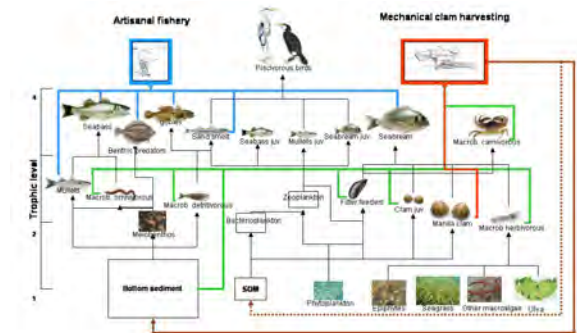 Artisanal fishery
Mechanical clam harvesting
Piscivorous birds
4
Seabass
Benthic predators
Sand smelt
Seabass juv
Mullets juv
Seabream juv
Seabream
Macrob. carnivorous
Trophic level
3
Mullets
Macrob. omnivorous
Macrob. detritivorous
Zooplankton
Filter feeders
Clam juv
Manila clam
Macrob herbivorous
Bacterioplankton
2
Meiobenthos
Bottom sediment
SOM
Phytoplankton
Epiphytes
Seagrass
Other macroalgae
Ulva
1